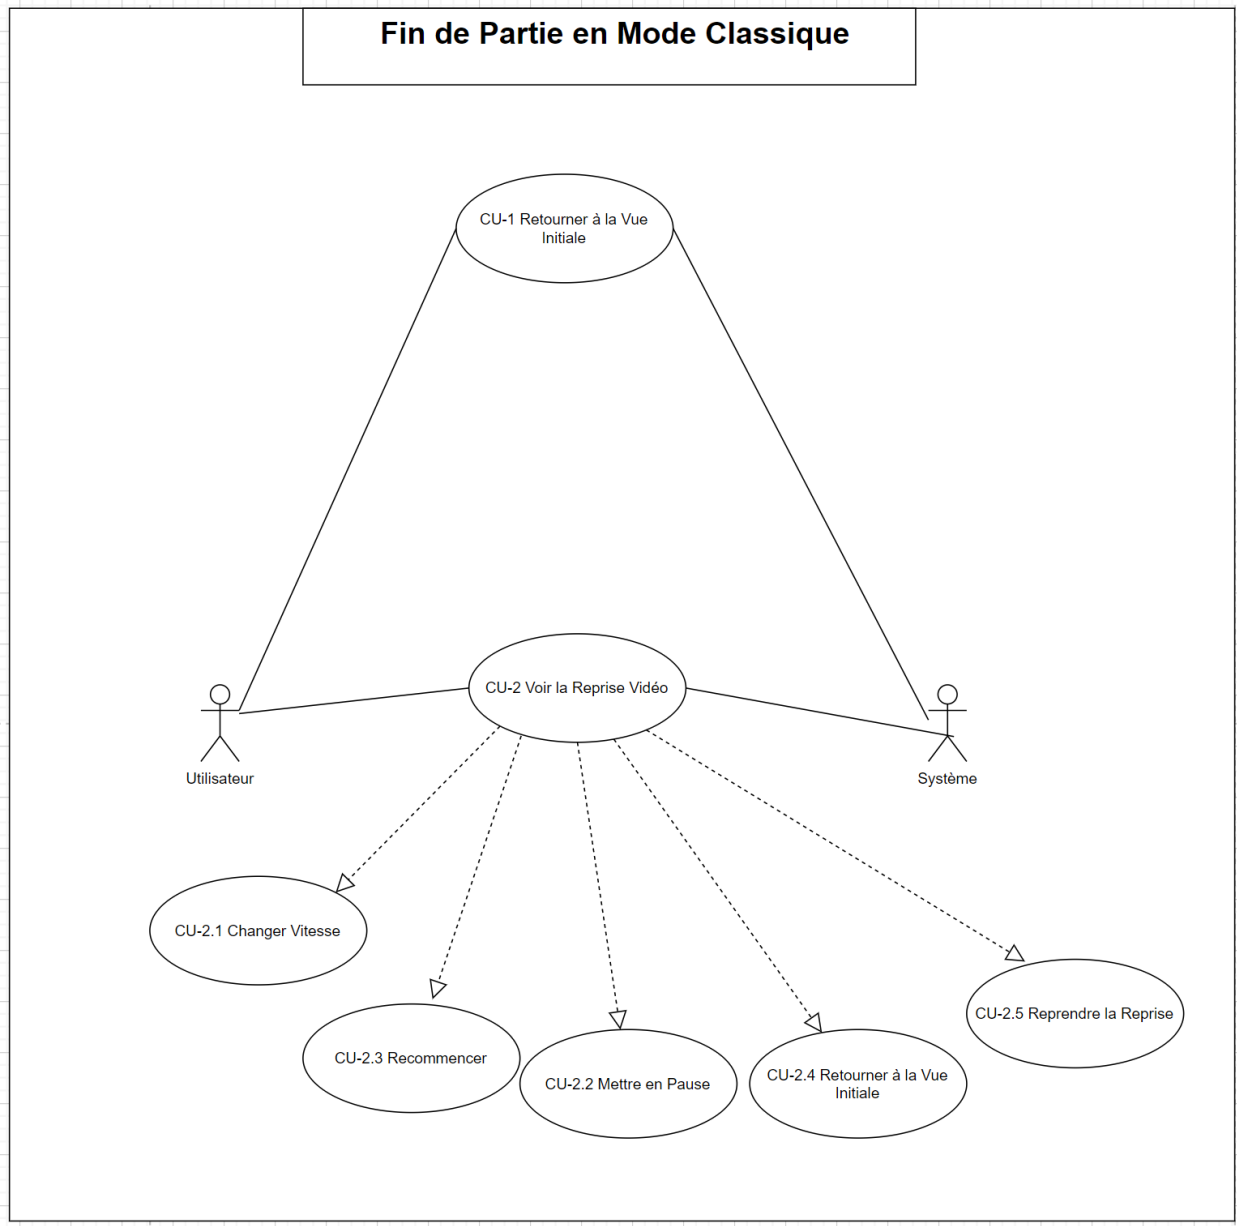 Fin de Partie en Mode Classique
CU-1 Retourner à la Vue
Initiale
CU-2 Voir la Reprise Vidéo
Utilisateur
Système
CU-2.1 Changer Vitesse
CU-2.3 Recommencer
CU-2.2 Mettre en Pause
CU-2.4 Retourner à la Vue
Initiale
CU-2.5 Reprendre la Reprise